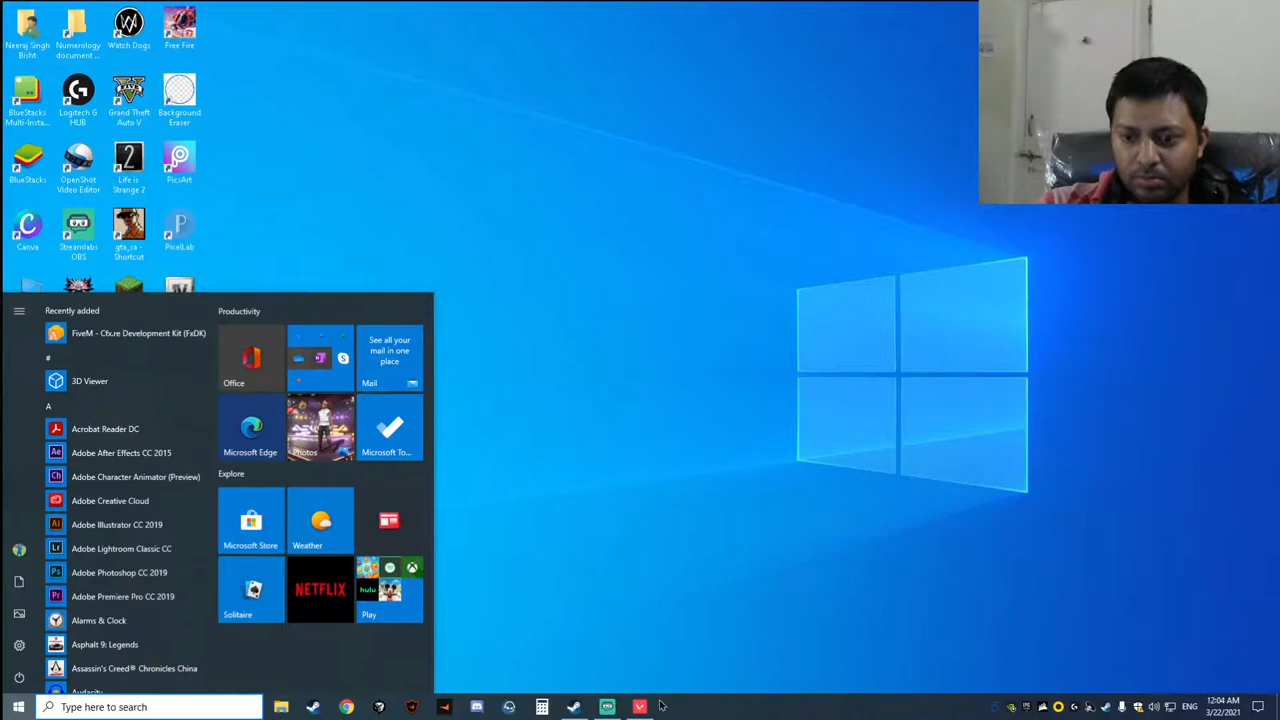 Neeraj Singh
Bisht
Numerology
document ...
Watch Dogs
Free Fire
BlueStacks
Multi-Insta...
Logitech G
HUB
Grand Theft
Auto V
Background
Eraser
BlueStacks
OpenShot
Video Editor
Life is
Strange 2
PicsArt
Canva
Streamlabs
OBS
gta_sa -
Shortcut
PixelLab
Recently added
FiveM - Cfx.re Development Kit (FxDK)
#
3D Viewer
A
Acrobat Reader DC
Adobe After Effects CC 2015
Adobe Character Animator (Preview)
Adobe Creative Cloud
Adobe Illustrator CC 2019
Adobe Lightroom Classic CC
Adobe Photoshop CC 2019
Adobe Premiere Pro CC 2019
Alarms & Clock
Asphalt 9: Legends
Assassin's Creed® Chronicles China
Audacity
Productivity
Office
See all your
mail in one
place
Mail
Microsoft Edge
Photos
Microsoft To...
Explore
Microsoft Store
Weather
Solitaire
NETFLIX
hulu
Play
Type here to search
ENG
12:04 AM
3/22/2021